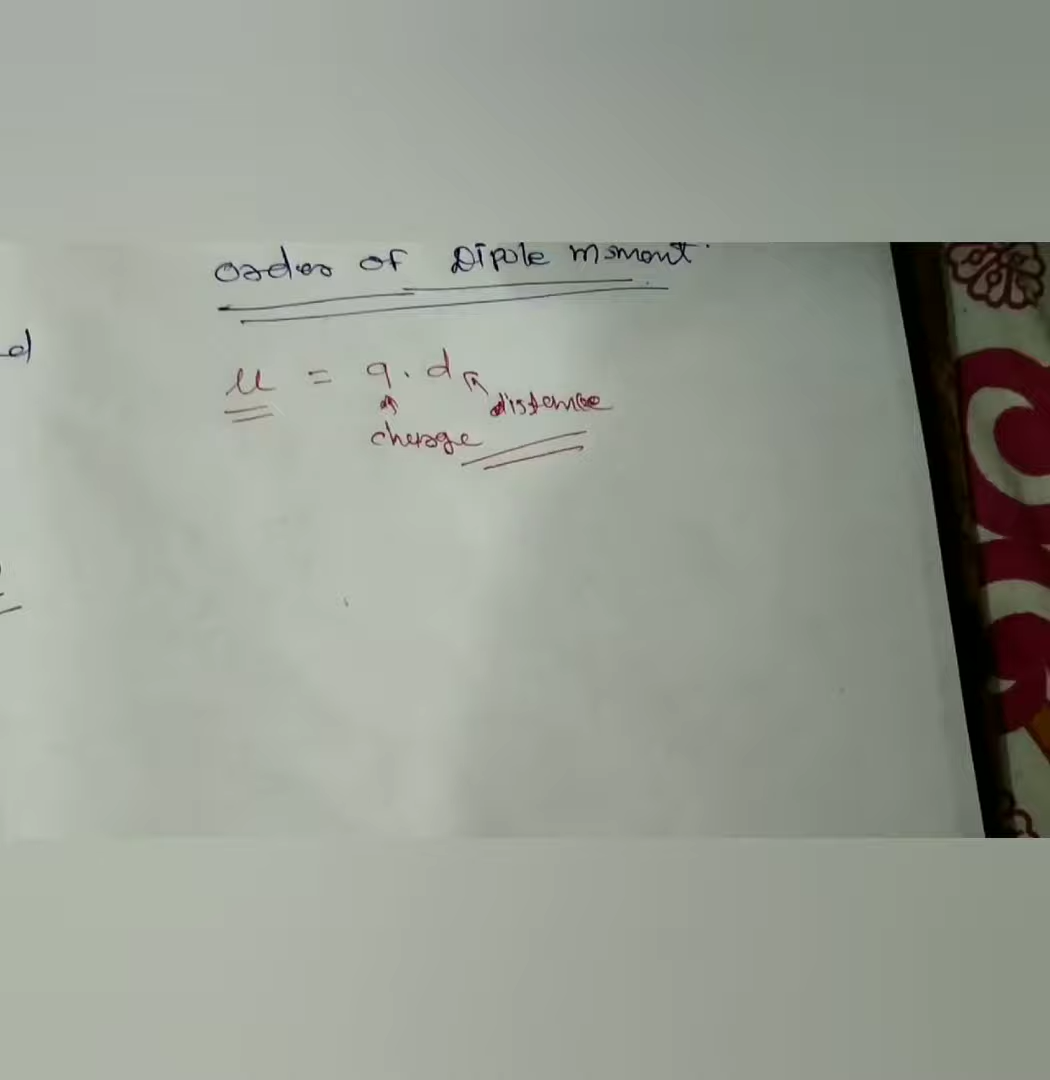 order of Dipole moment
μ = q . d
distance
charge